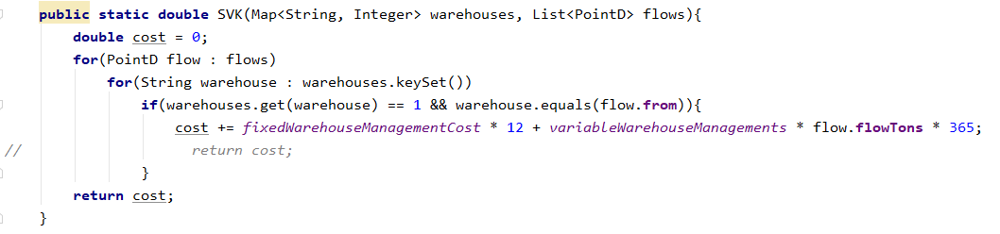 public static double SVK(Map<String, Integer> warehouses, List<PointD> flows){
    double cost = 0;
    for(PointD flow : flows)
        for(String warehouse : warehouses.keySet())
            if(warehouses.get(warehouse) == 1 && warehouse.equals(flow.from)){
                cost += fixedWarehouseManagementCost * 12 + variableWarehouseManagements * flow.flowTons * 365;
//                  return cost;
            }
    return cost;
}